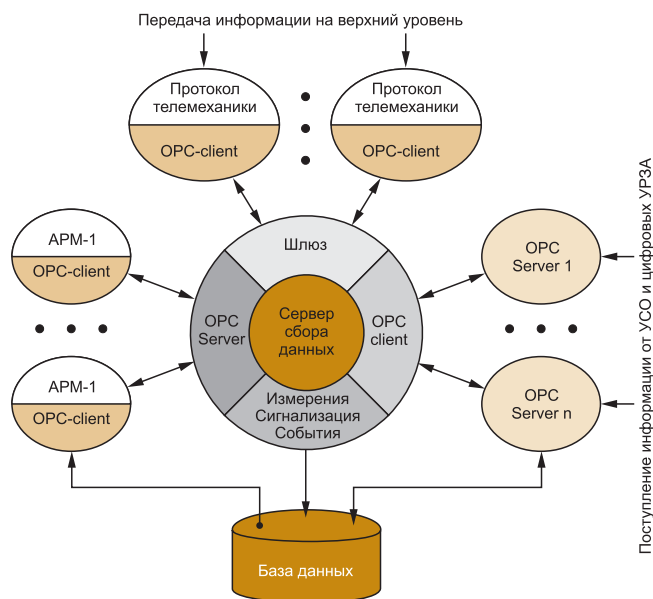 Передача информации на верхний уровень
Протокол
телемеханики
OPC-client
Протокол
телемеханики
OPC-client
АРМ-1
OPC-client
АРМ-1
OPC-client
Шлюз
OPC
Server
Сервер
сбора
данных
OPC
client
Измерения
Сигнализация
События
OPC
Server 1
OPC
Server n
Поступление информации от УСО и цифровых УРЗА
База данных